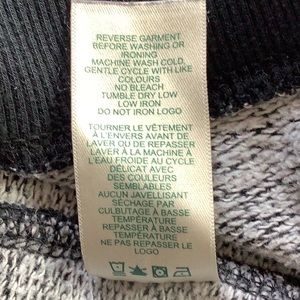 REVERSE GARMENT
BEFORE WASHING OR
IRONING
MACHINE WASH COLD,
GENTLE CYCLE WITH LIKE
COLOURS
NO BLEACH
TUMBLE DRY LOW
LOW IRON
DO NOT IRON LOGO
TOURNER LE VÊTEMENT
À L'ENVERS AVANT DE
LAVER OU DE REPASSER
LAVER À LA MACHINE À
L'EAU FROIDE AU CYCLE
DÉLICAT AVEC
DES COULEURS
SEMBLABLES
AUCUN JAVELLISANT
SÉCHAGE PAR
CULBUTAGE À BASSE
TEMPÉRATURE
REPASSER À BASSE
TEMPÉRATURE
NE PAS REPASSER LE
LOGO